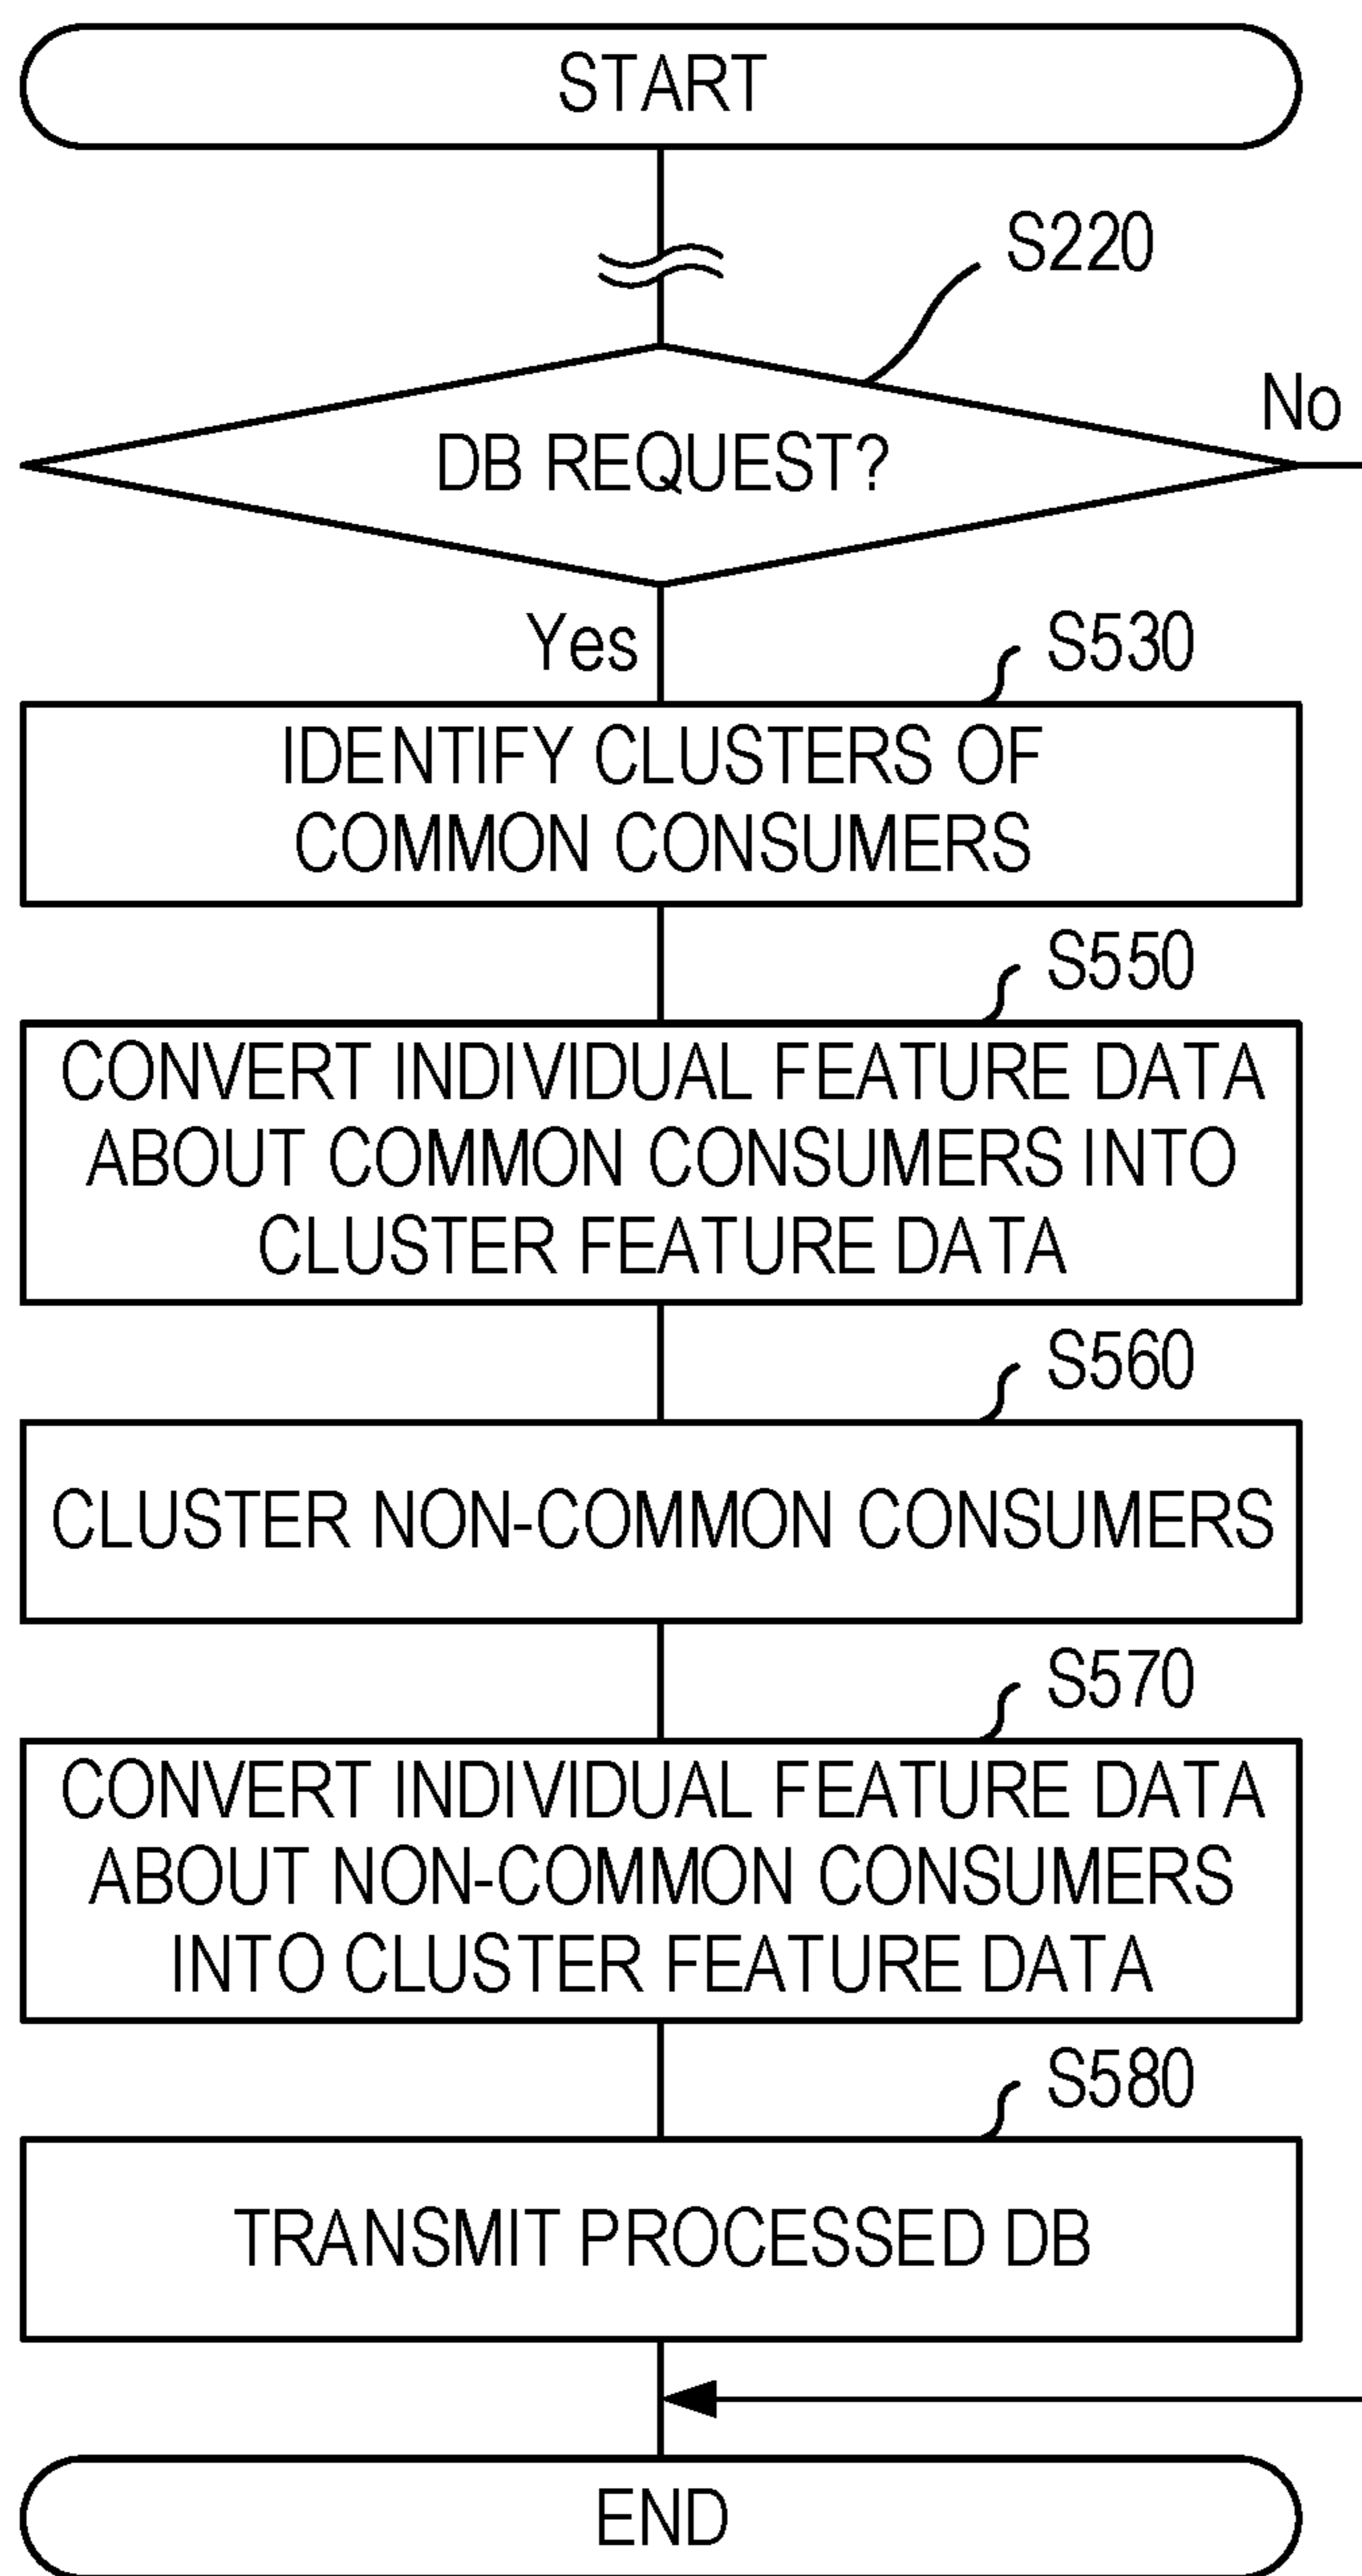 START
S220
DB REQUEST?
No
Yes
S530
IDENTIFY CLUSTERS OF
COMMON CONSUMERS
S550
CONVERT INDIVIDUAL FEATURE DATA
ABOUT COMMON CONSUMERS INTO
CLUSTER FEATURE DATA
S560
CLUSTER NON-COMMON CONSUMERS
S570
CONVERT INDIVIDUAL FEATURE DATA
ABOUT NON-COMMON CONSUMERS
INTO CLUSTER FEATURE DATA
S580
TRANSMIT PROCESSED DB
END